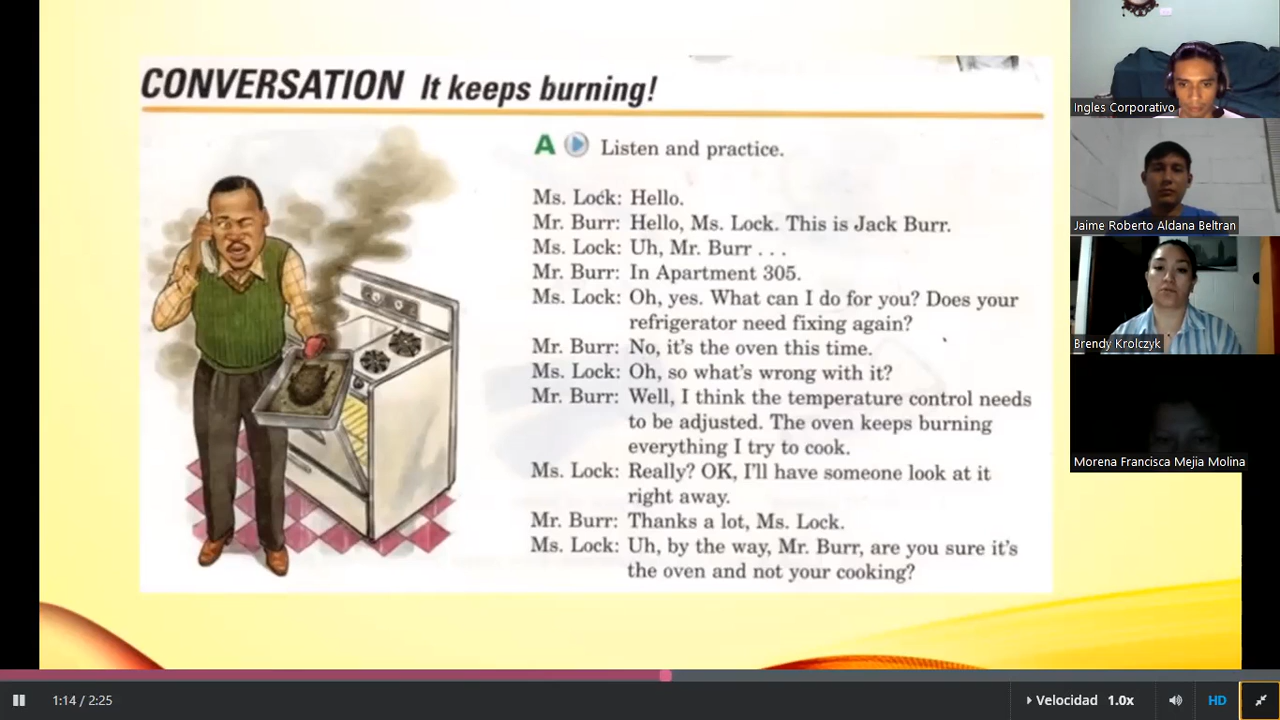 CONVERSATION It keeps burning!
A Listen and practice.
Ms. Lock: Hello.
Mr. Burr: Hello, Ms. Lock. This is Jack Burr.
Ms. Lock: Uh, Mr. Burr . . .
Mr. Burr: In Apartment 305.
Ms. Lock: Oh, yes. What can I do for you? Does your
refrigerator need fixing again?
Mr. Burr: No, it's the oven this time.
Ms. Lock: Oh, so what's wrong with it?
Mr. Burr: Well, I think the temperature control needs
to be adjusted. The oven keeps burning
everything I try to cook.
Ms. Lock: Really? OK, I'll have someone look at it
right away.
Mr. Burr: Thanks a lot, Ms. Lock.
Ms. Lock: Uh, by the way, Mr. Burr, are you sure it's
the oven and not your cooking?
Ingles Corporativo
Jaime Roberto Aldana Beltran
Brendy Krolczyk
Morena Francisca Mejia Molina
1:14 / 2:25
Velocidad 1.0x
HD